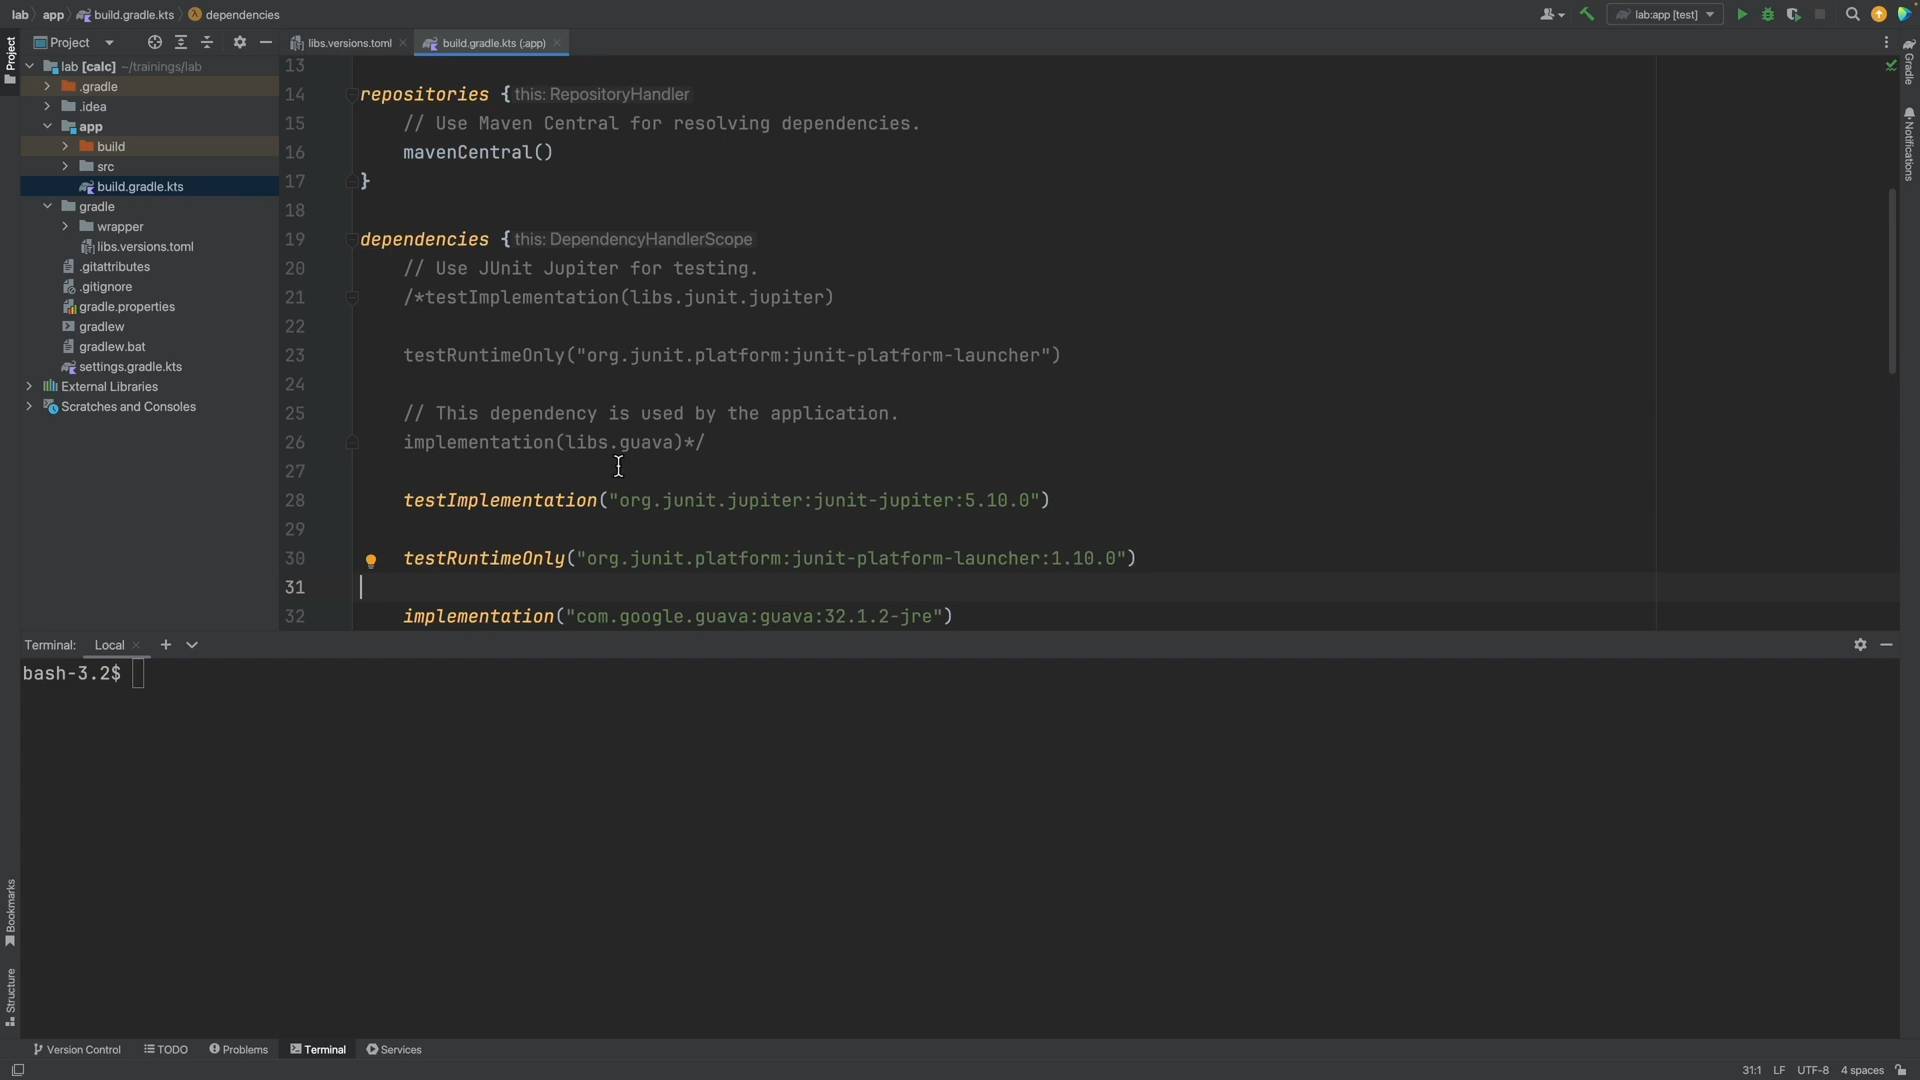 lab app build.gradle.kts dependencies
lab:app [test]
Project
libs.versions.toml
build.gradle.kts (:app)
Project
Gradle
Notifications
lab [calc] ~/trainings/lab
.gradle
.idea
app
build
src
build.gradle.kts
gradle
wrapper
libs.versions.toml
.gitattributes
.gitignore
gradle.properties
gradlew
gradlew.bat
settings.gradle.kts
External Libraries
Scratches and Consoles
13
14 repositories { this: RepositoryHandler
15 // Use Maven Central for resolving dependencies.
16 mavenCentral()
17 }
18
19 dependencies { this: DependencyHandlerScope
20 // Use JUnit Jupiter for testing.
21 /*testImplementation(libs.junit.jupiter)
22
23 testRuntimeOnly("org.junit.platform:junit-platform-launcher")
24
25 // This dependency is used by the application.
26 implementation(libs.guava)*/
27
28 testImplementation("org.junit.jupiter:junit-jupiter:5.10.0")
29
30 testRuntimeOnly("org.junit.platform:junit-platform-launcher:1.10.0")
31
32 implementation("com.google.guava:guava:32.1.2-jre")
Terminal: Local
bash-3.2$
Bookmarks
Structure
Version Control TODO Problems Terminal Services
31:1 LF UTF-8 4 spaces